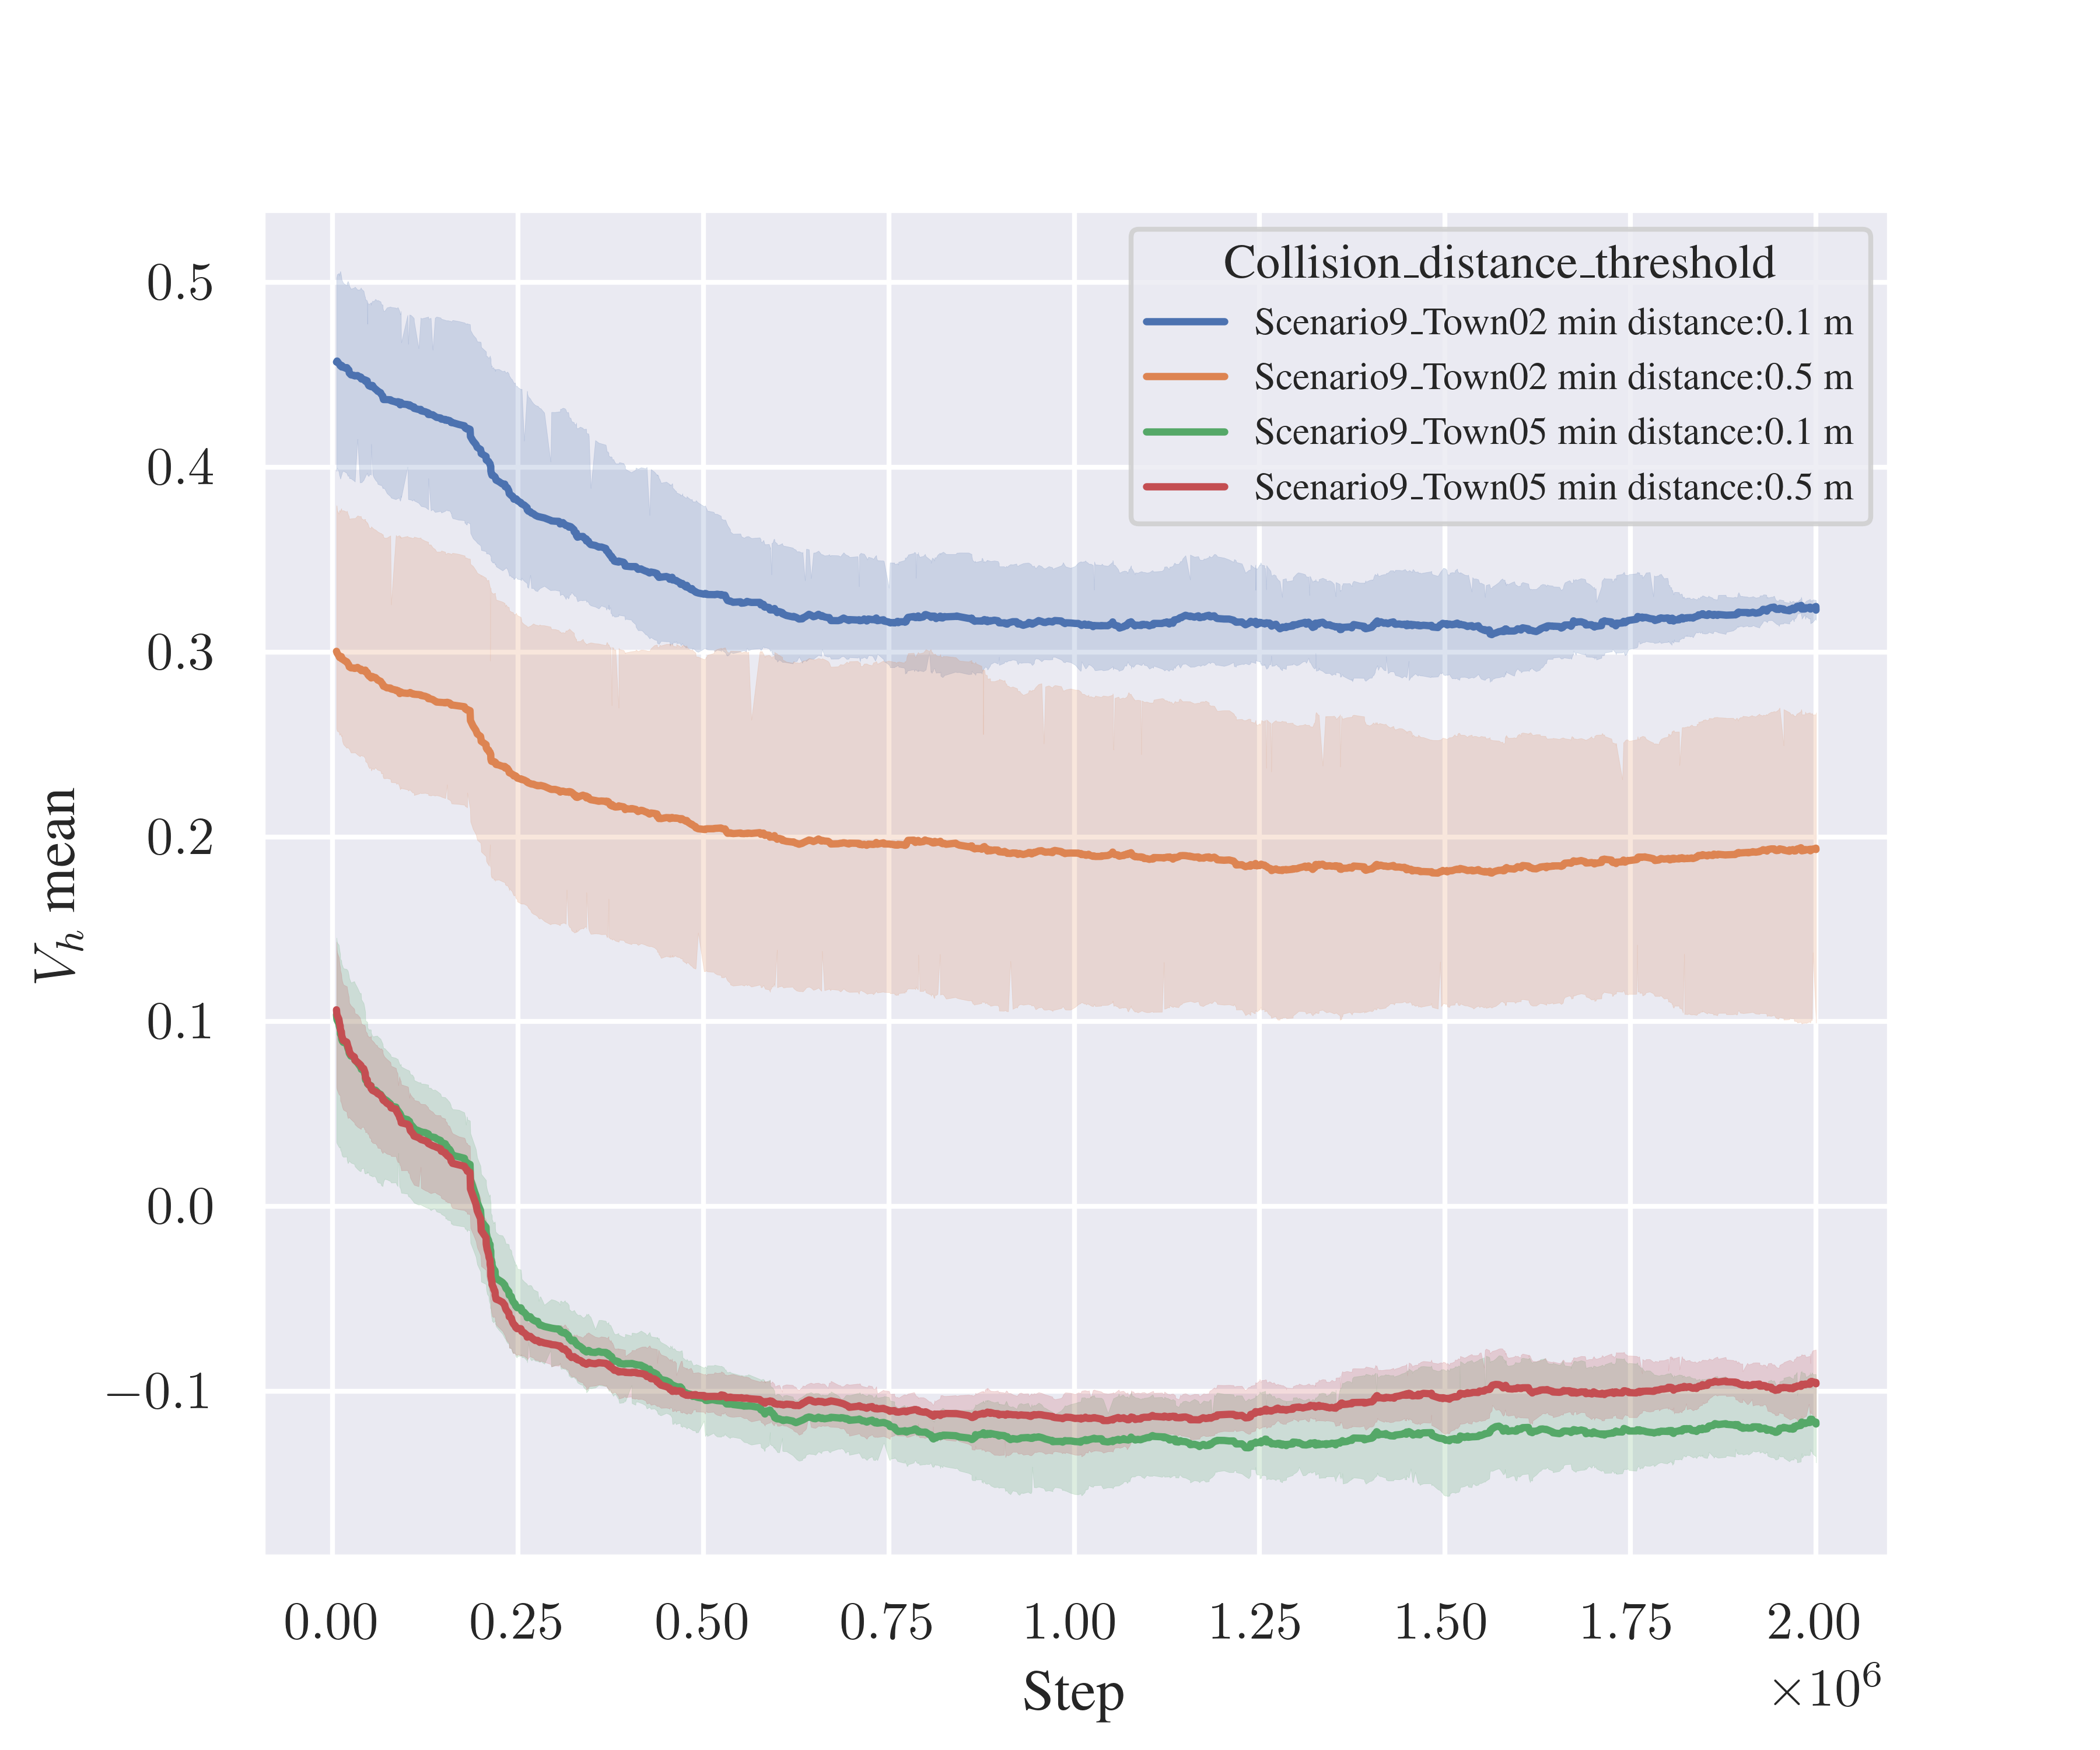 Collision_distance_threshold
Scenario9_Town02 min distance:0.1 m
Scenario9_Town02 min distance:0.5 m
Scenario9_Town05 min distance:0.1 m
Scenario9_Town05 min distance:0.5 m
0.5
0.4
0.3
0.2
0.1
0.0
−0.1
V_h mean
0.00 0.25 0.50 0.75 1.00 1.25 1.50 1.75 2.00
Step
×10⁶